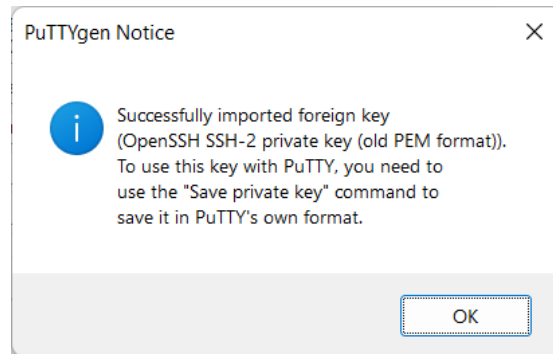 PuTTYgen Notice
Successfully imported foreign key
(OpenSSH SSH-2 private key (old PEM format)).
To use this key with PuTTY, you need to
use the "Save private key" command to
save it in PuTTY's own format.
OK